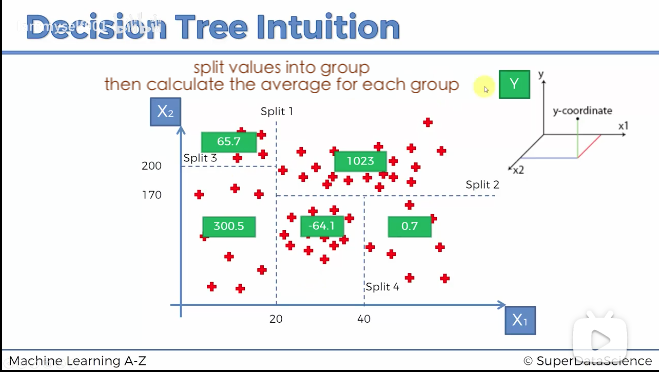 Decision Tree Intuition
split values into group
then calculate the average for each group
Y
y
y-coordinate
x1
x2
X2
Split 1
65.7
1023
200
Split 3
170
Split 2
300.5
-64.1
0.7
Split 4
20
40
X1
Machine Learning A-Z
© SuperDataScience